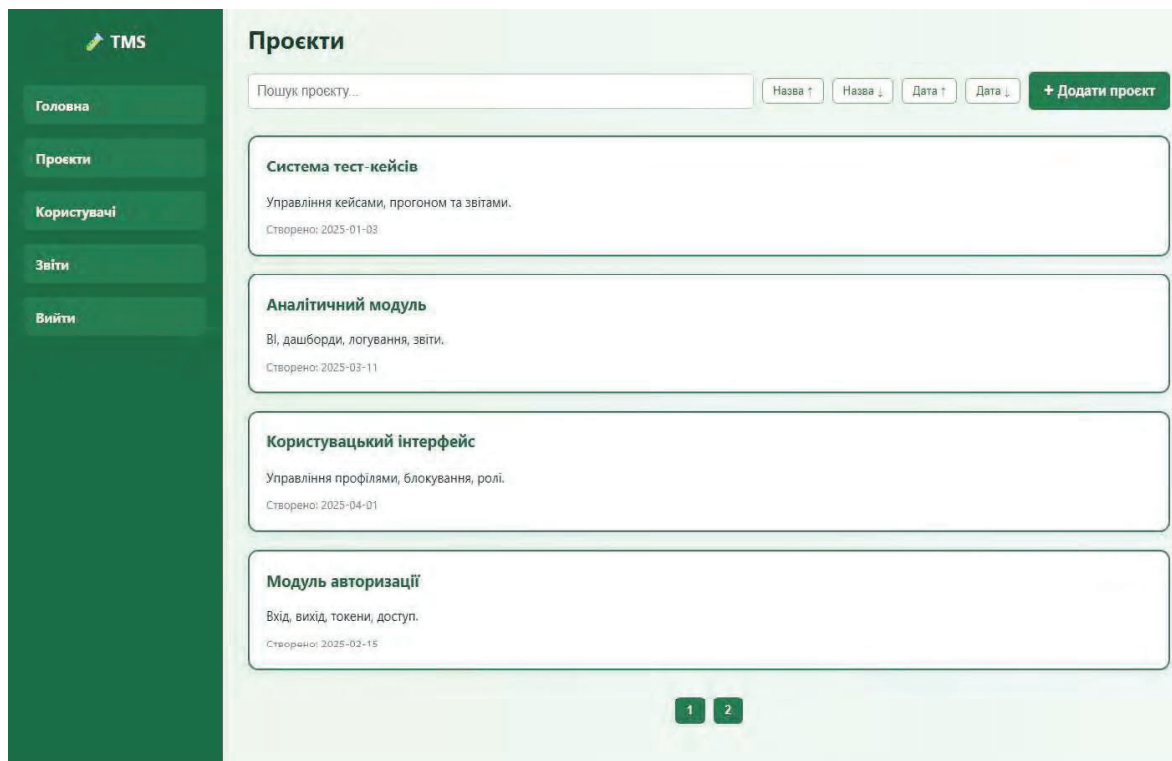 TMS
Головна
Проєкти
Користувачі
Звіти
Вийти
Проєкти
Пошук проєкту...
Назва ↑
Назва ↓
Дата ↑
Дата ↓
+ Додати проєкт
Система тест-кейсів
Управління кейсами, прогоном та звітами.
Створено: 2025-01-03
Аналітичний модуль
BI, дашборди, логування, звіти.
Створено: 2025-03-11
Користувацький інтерфейс
Управління профілями, блокування, ролі.
Створено: 2025-04-01
Модуль авторизації
Вхід, вихід, токени, доступ.
Створено: 2025-02-15
1 2